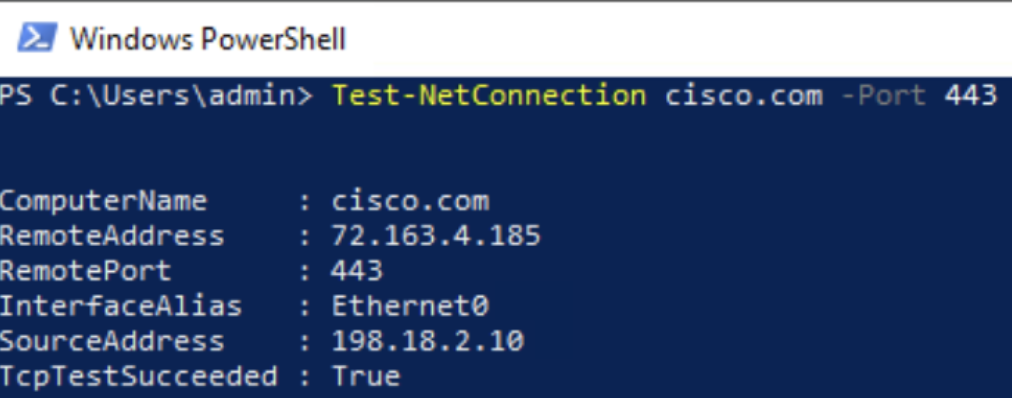 Windows PowerShell
PS C:\Users\admin> Test-NetConnection cisco.com -Port 443
ComputerName     : cisco.com
RemoteAddress    : 72.163.4.185
RemotePort       : 443
InterfaceAlias   : Ethernet0
SourceAddress    : 198.18.2.10
TcpTestSucceeded : True